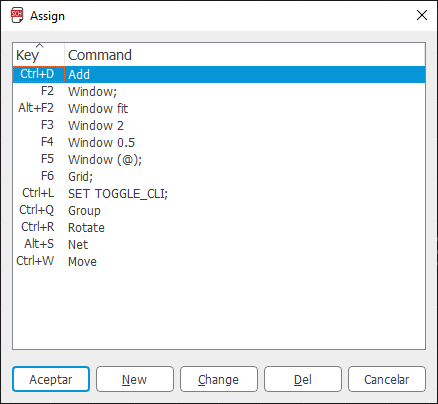 Assign
Key Command
Ctrl+D Add
F2 Window;
Alt+F2 Window fit
F3 Window 2
F4 Window 0.5
F5 Window (@);
F6 Grid;
Ctrl+L SET TOGGLE_CLI;
Ctrl+Q Group
Ctrl+R Rotate
Alt+S Net
Ctrl+W Move
Aceptar New Change Del Cancelar